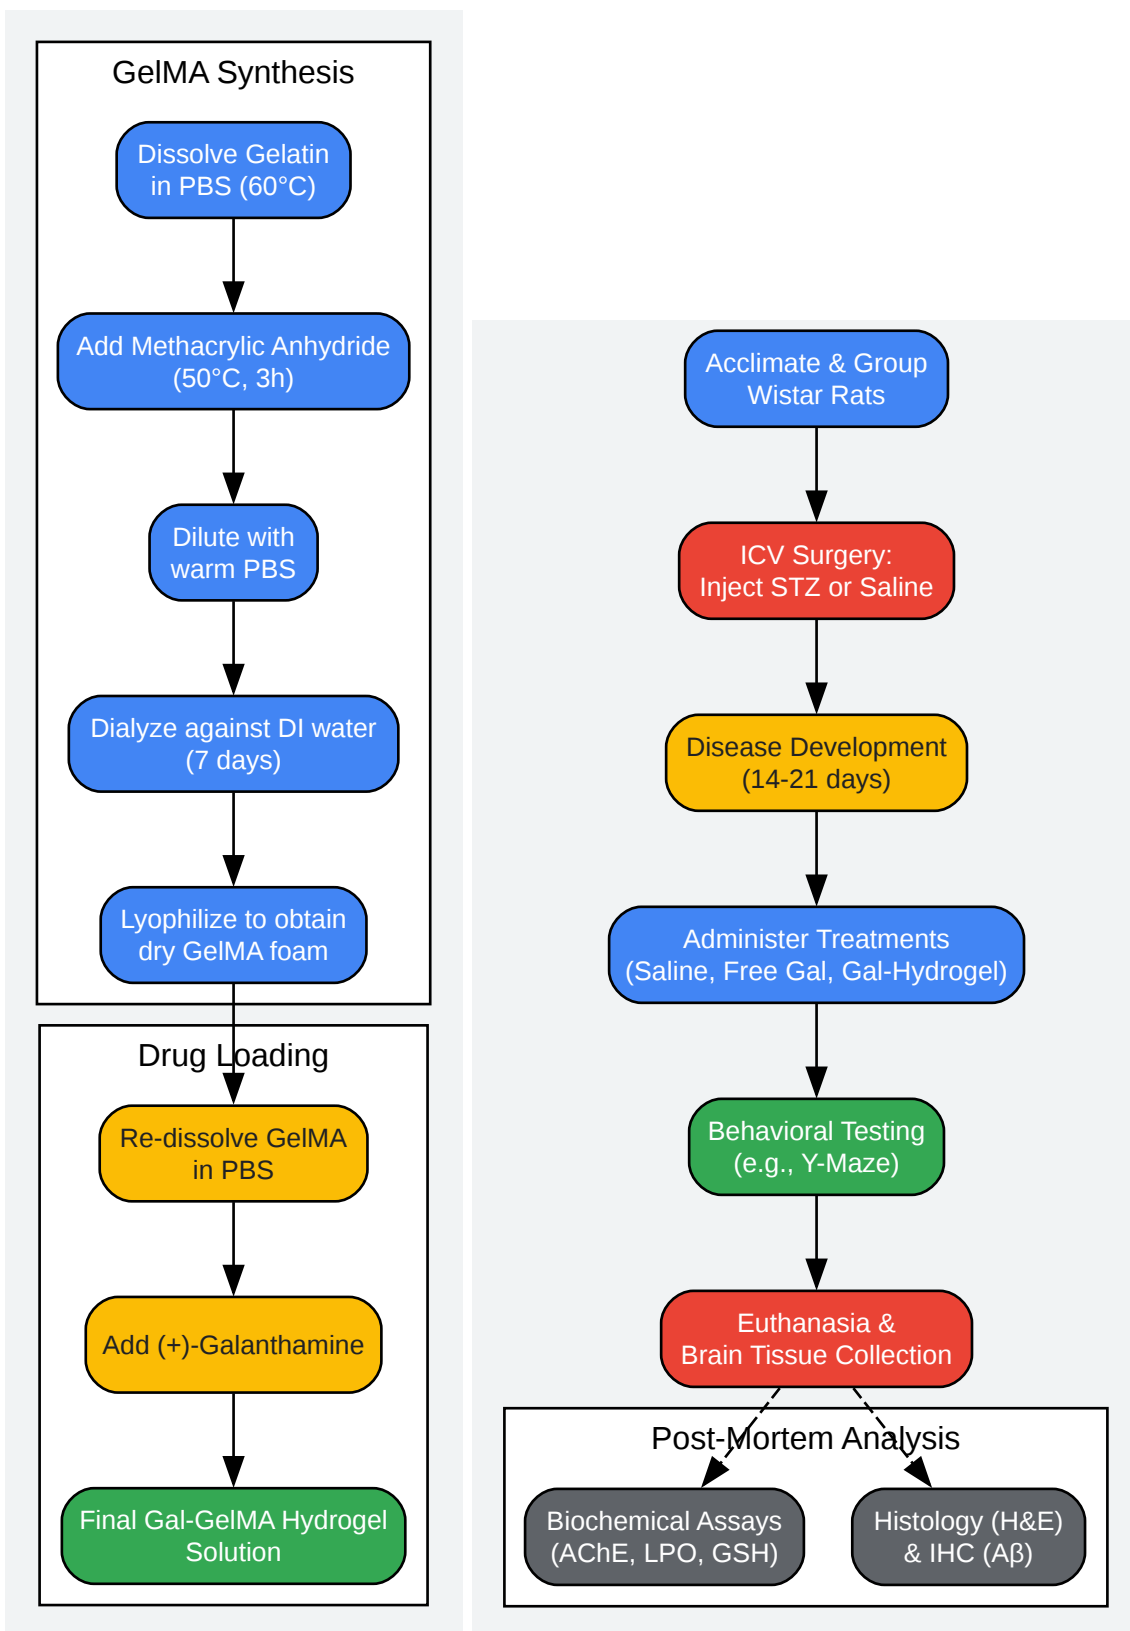 GelMA Synthesis
Dissolve Gelatin
in PBS (60°C)
Add Methacrylic Anhydride
(50°C, 3h)
Dilute with
warm PBS
Dialyze against DI water
(7 days)
Lyophilize to obtain
dry GelMA foam
Drug Loading
Re-dissolve GelMA
in PBS
Add (+)-Galanthamine
Final Gal-GelMA Hydrogel
Solution
Acclimate & Group
Wistar Rats
ICV Surgery:
Inject STZ or Saline
Disease Development
(14-21 days)
Administer Treatments
(Saline, Free Gal, Gal-Hydrogel)
Behavioral Testing
(e.g., Y-Maze)
Euthanasia &
Brain Tissue Collection
Post-Mortem Analysis
Biochemical Assays
(AChE, LPO, GSH)
Histology (H&E)
& IHC (Aβ)